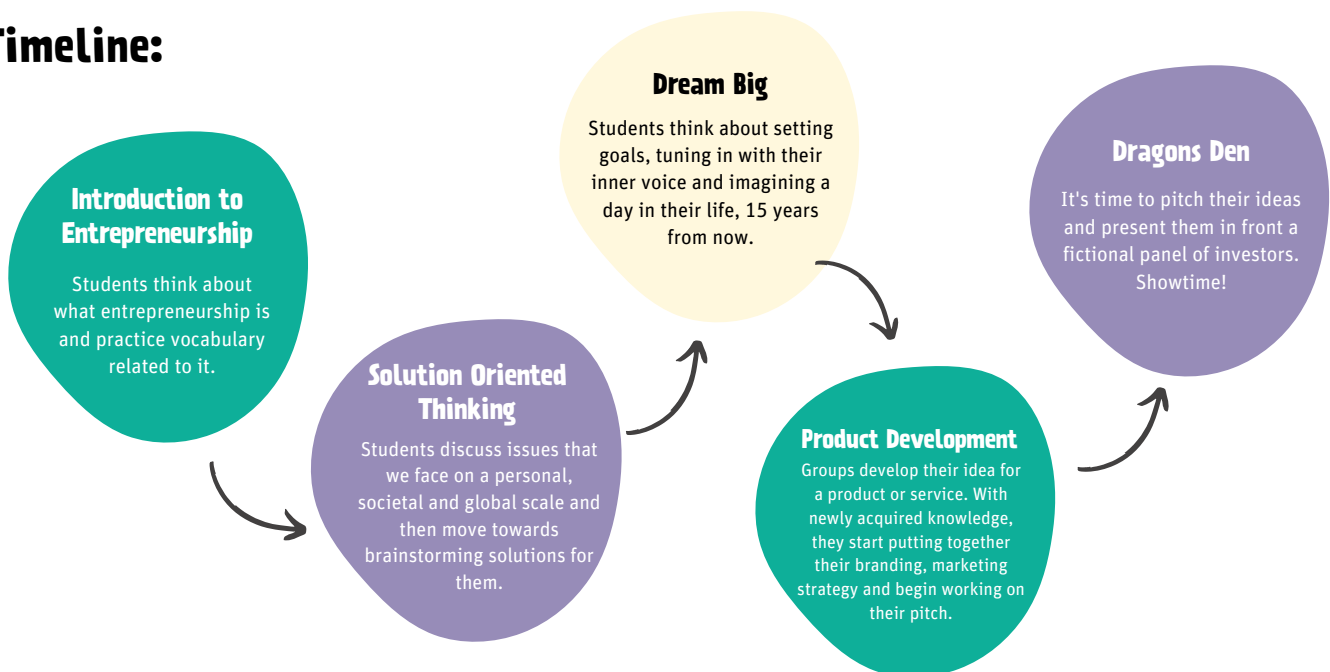 Timeline:
Introduction to
Entrepreneurship
Students think about
what entrepreneurship is
and practice vocabulary
related to it.
Solution Oriented
Thinking
Students discuss issues that
we face on a personal,
societal and global scale and
then move towards
brainstorming solutions for
them.
Dream Big
Students think about setting
goals, tuning in with their
inner voice and imagining a
day in their life, 15 years
from now.
Product Development
Groups develop their idea for
a product or service. With
newly acquired knowledge,
they start putting together
their branding, marketing
strategy and begin working on
their pitch.
Dragons Den
It's time to pitch their ideas
and present them in front a
fictional panel of investors.
Showtime!